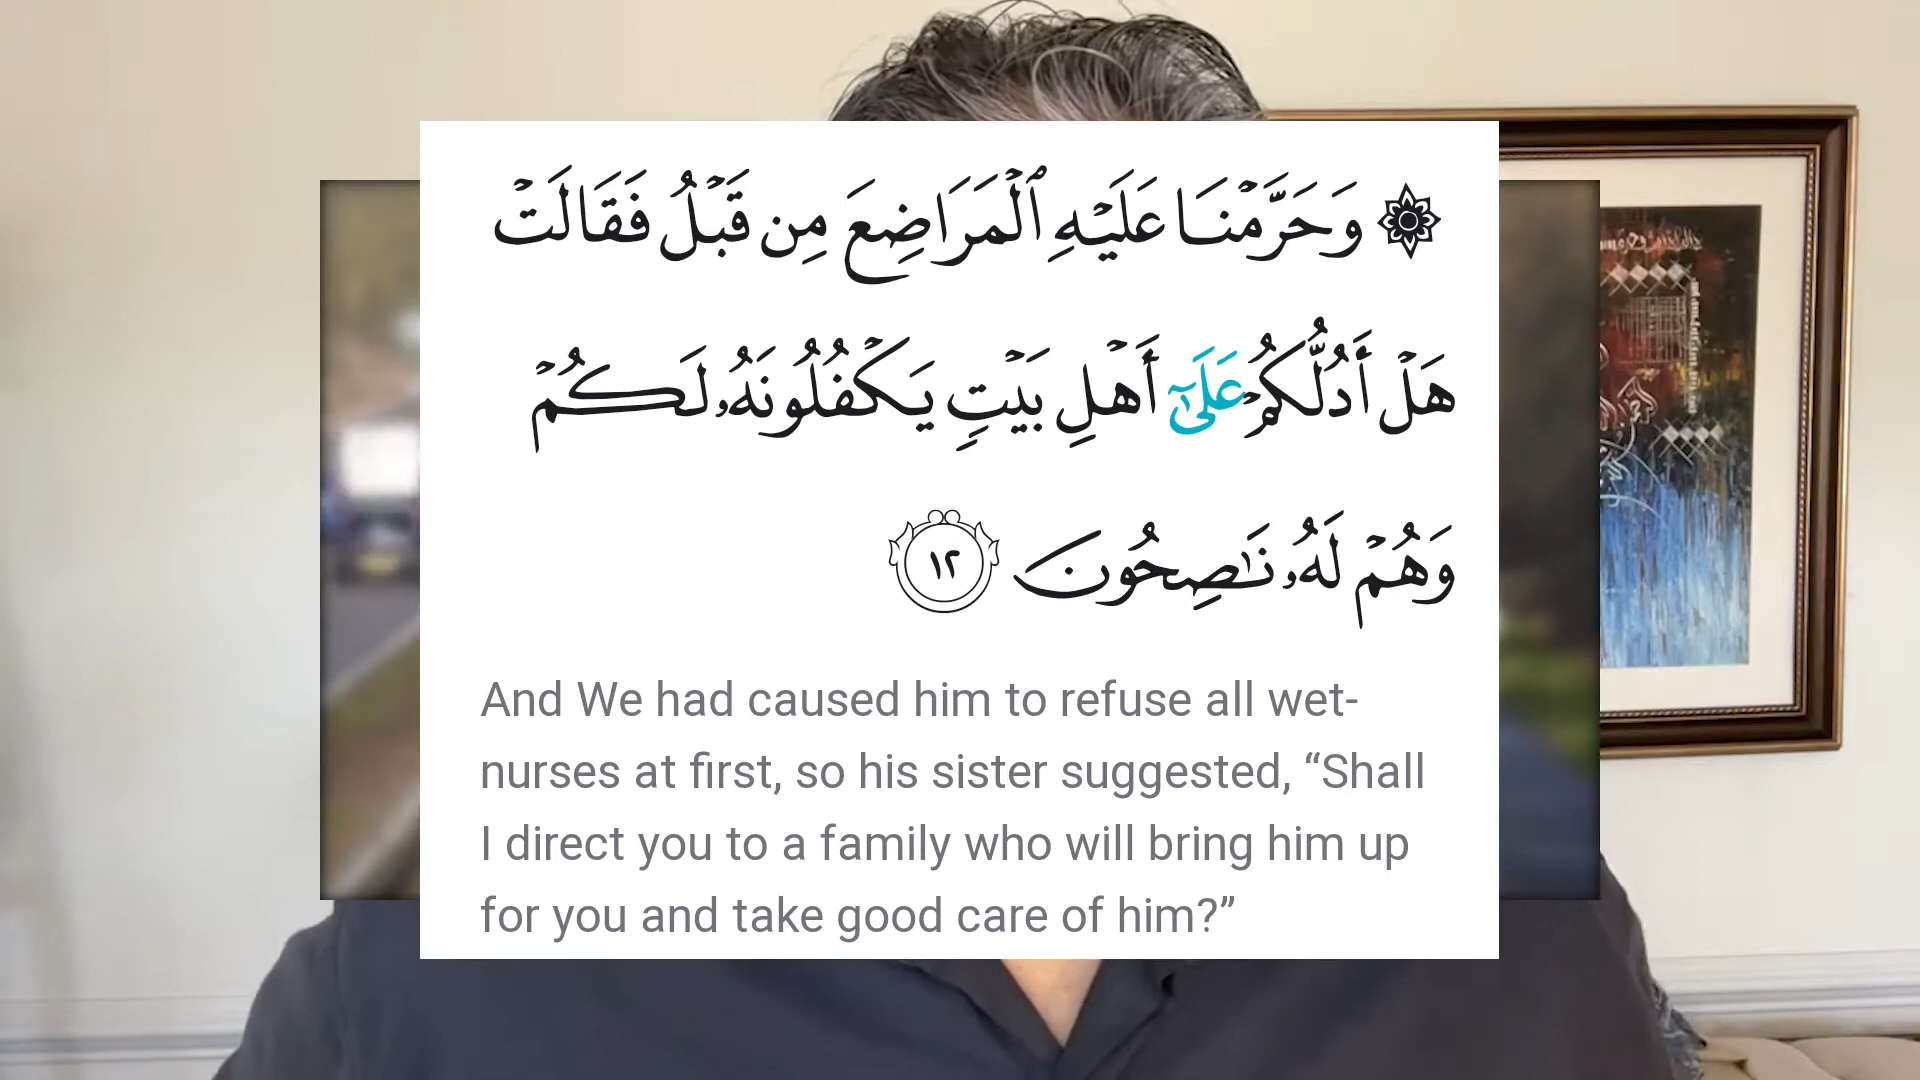 ۞ وَحَرَّمۡنَا عَلَيۡهِ ٱلۡمَرَاضِعَ مِن قَبۡلُ فَقَالَتۡ
هَلۡ أَدُلُّكُمۡ عَلَىٰٓ أَهۡلِ بَيۡتٖ يَكۡفُلُونَهُۥ لَكُمۡ
وَهُمۡ لَهُۥ نَٰصِحُونَ ١٢
And We had caused him to refuse all wet-
nurses at first, so his sister suggested, “Shall
I direct you to a family who will bring him up
for you and take good care of him?”